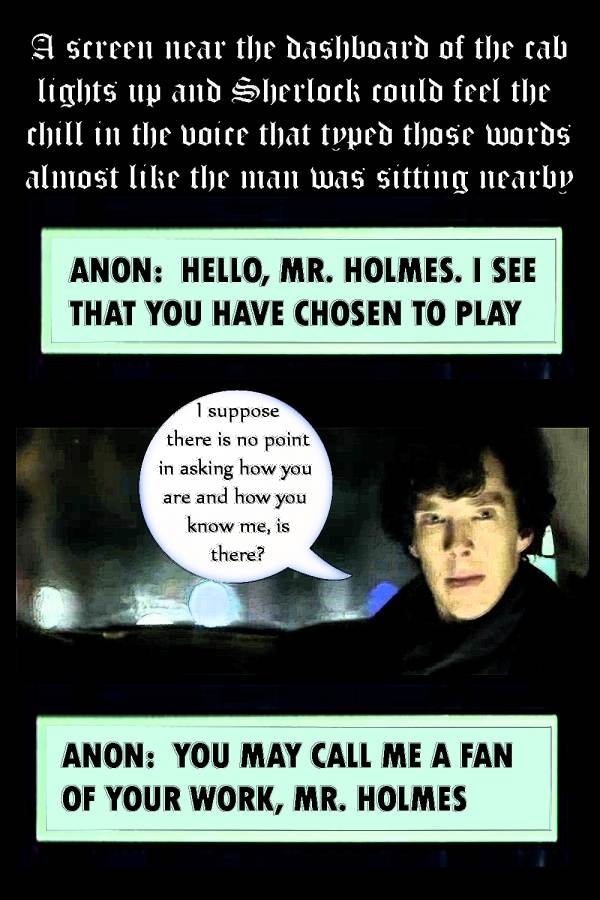 A screen near the dashboard of the cab
lights up and Sherlock could feel the
chill in the voice that typed those words
almost like the man was sitting nearby
ANON: HELLO, MR. HOLMES. I SEE
THAT YOU HAVE CHOSEN TO PLAY
I suppose
there is no point
in asking how you
are and how you
know me, is
there?
ANON: YOU MAY CALL ME A FAN
OF YOUR WORK, MR. HOLMES